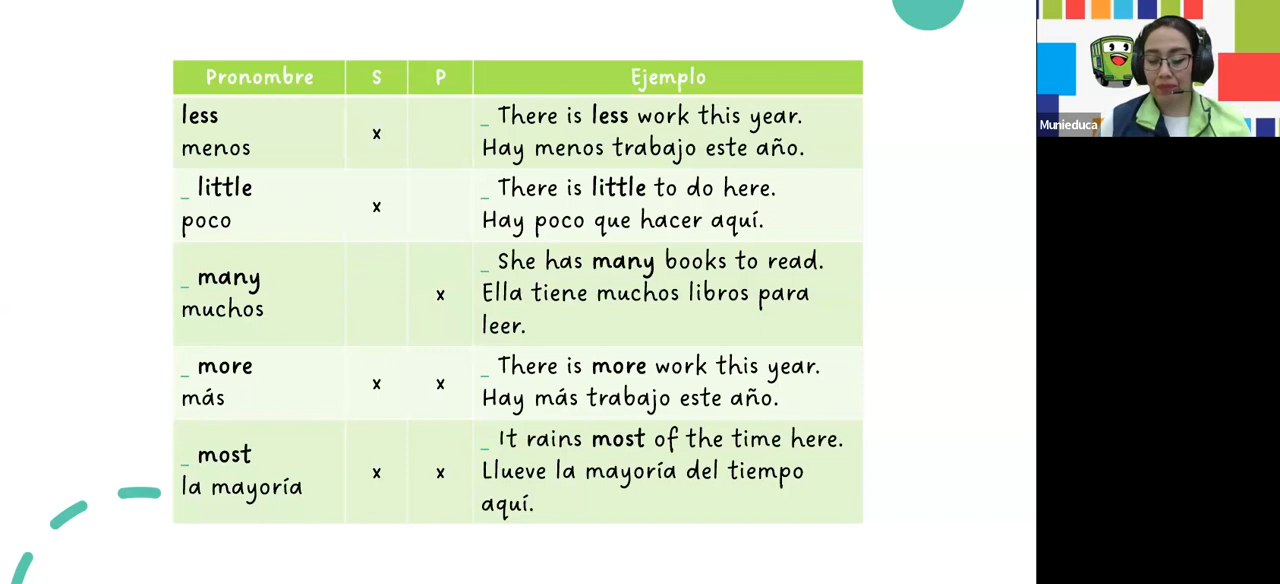 Pronombre S P Ejemplo
less
menos
x
_ There is less work this year.
Hay menos trabajo este año.
_ little
poco
x
_ There is little to do here.
Hay poco que hacer aquí.
_ many
muchos
x
_ She has many books to read.
Ella tiene muchos libros para
leer.
_ more
más
x x
_ There is more work this year.
Hay más trabajo este año.
_ most
la mayoría
x x
_ It rains most of the time here.
Llueve la mayoría del tiempo
aquí.
Munieduca